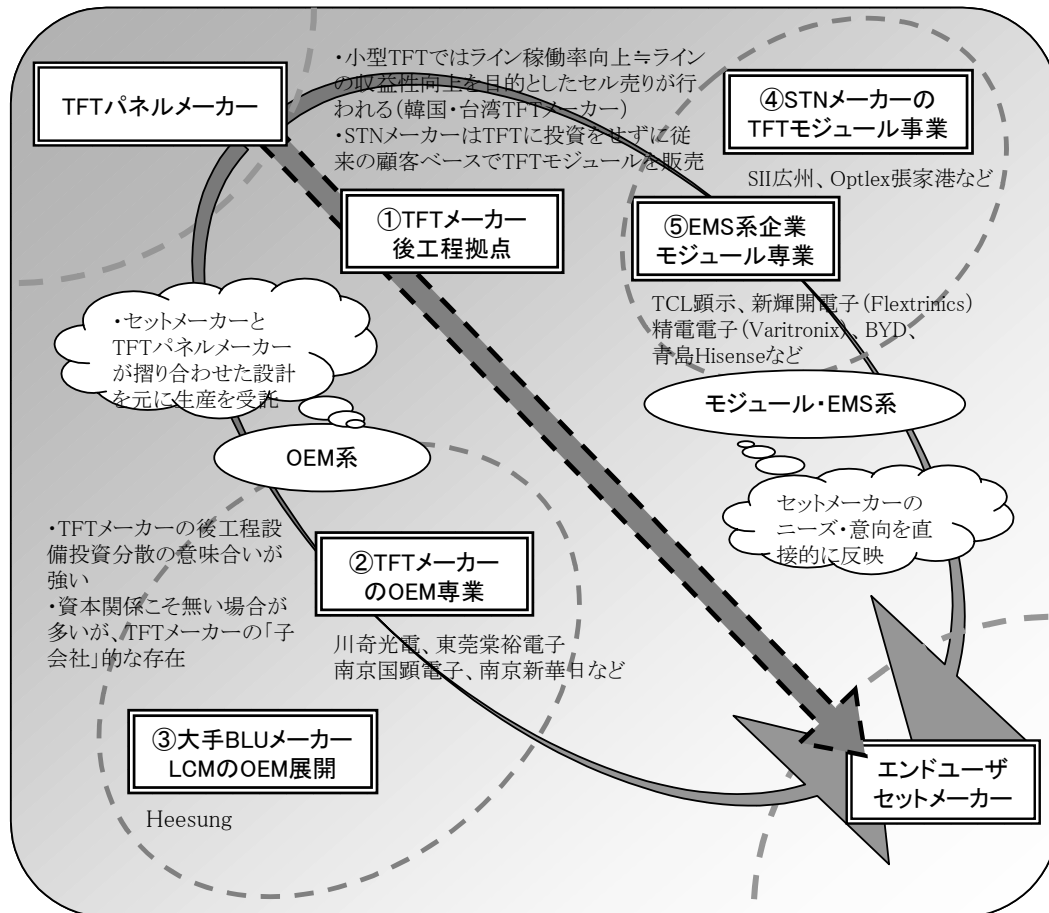 TFTパネルメーカー
・小型TFTではライン稼働率向上≒ライン
の収益性向上を目的としたセル売りが行
われる(韓国・台湾TFTメーカー)
・STNメーカーはTFTに投資をせずに従
来の顧客ベースでTFTモジュールを販売
④STNメーカーの
TFTモジュール事業
SII広州、Optlex張家港など
①TFTメーカー
後工程拠点
⑤EMS系企業
モジュール専業
TCL顕示、新輝開電子(Flextrinics)
精電電子(Varitronix)、BYD、
青島Hisenseなど
・セットメーカーと
TFTパネルメーカー
が摺り合わせた設計
を元に生産を受託
モジュール・EMS系
OEM系
セットメーカーの
ニーズ・意向を直
接的に反映
・TFTメーカーの後工程設
備投資分散の意味合いが
強い
・資本関係こそ無い場合が
多いが、TFTメーカーの「子
会社」的な存在
②TFTメーカー
のOEM専業
川奇光電、東莞棠裕電子
南京国顕電子、南京新華日など
③大手BLUメーカー
LCMのOEM展開
Heesung
エンドユーザ
セットメーカー